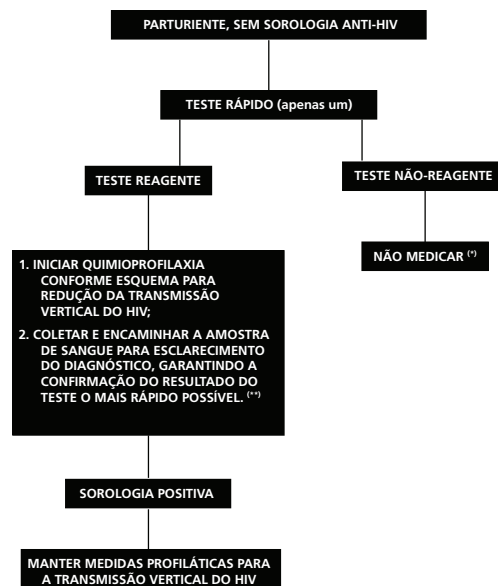 PARTURIENTE, SEM SOROLOGIA ANTI-HIV
TESTE RÁPIDO (apenas um)
TESTE REAGENTE
TESTE NÃO-REAGENTE
1. INICIAR QUIMIOPROFILAXIA
CONFORME ESQUEMA PARA
REDUÇÃO DA TRANSMISSÃO
VERTICAL DO HIV;
2. COLETAR E ENCAMINHAR A AMOSTRA
DE SANGUE PARA ESCLARECIMENTO
DO DIAGNÓSTICO, GARANTINDO A
CONFIRMAÇÃO DO RESULTADO DO
TESTE O MAIS RÁPIDO POSSÍVEL. (**)
NÃO MEDICAR (*)
SOROLOGIA POSITIVA
MANTER MEDIDAS PROFILÁTICAS PARA
A TRANSMISSÃO VERTICAL DO HIV